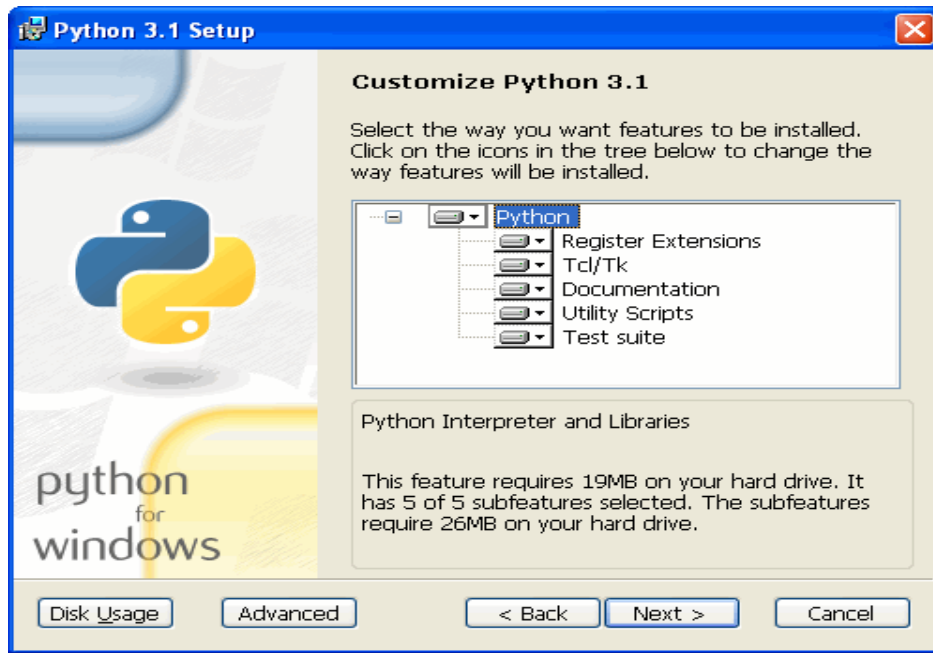 Python 3.1 Setup
Customize Python 3.1
Select the way you want features to be installed.
Click on the icons in the tree below to change the
way features will be installed.
Python
Register Extensions
Tcl/Tk
Documentation
Utility Scripts
Test suite
Python Interpreter and Libraries
This feature requires 19MB on your hard drive. It
has 5 of 5 subfeatures selected. The subfeatures
require 26MB on your hard drive.
python
for
windows
Disk Usage
Advanced
< Back
Next >
Cancel